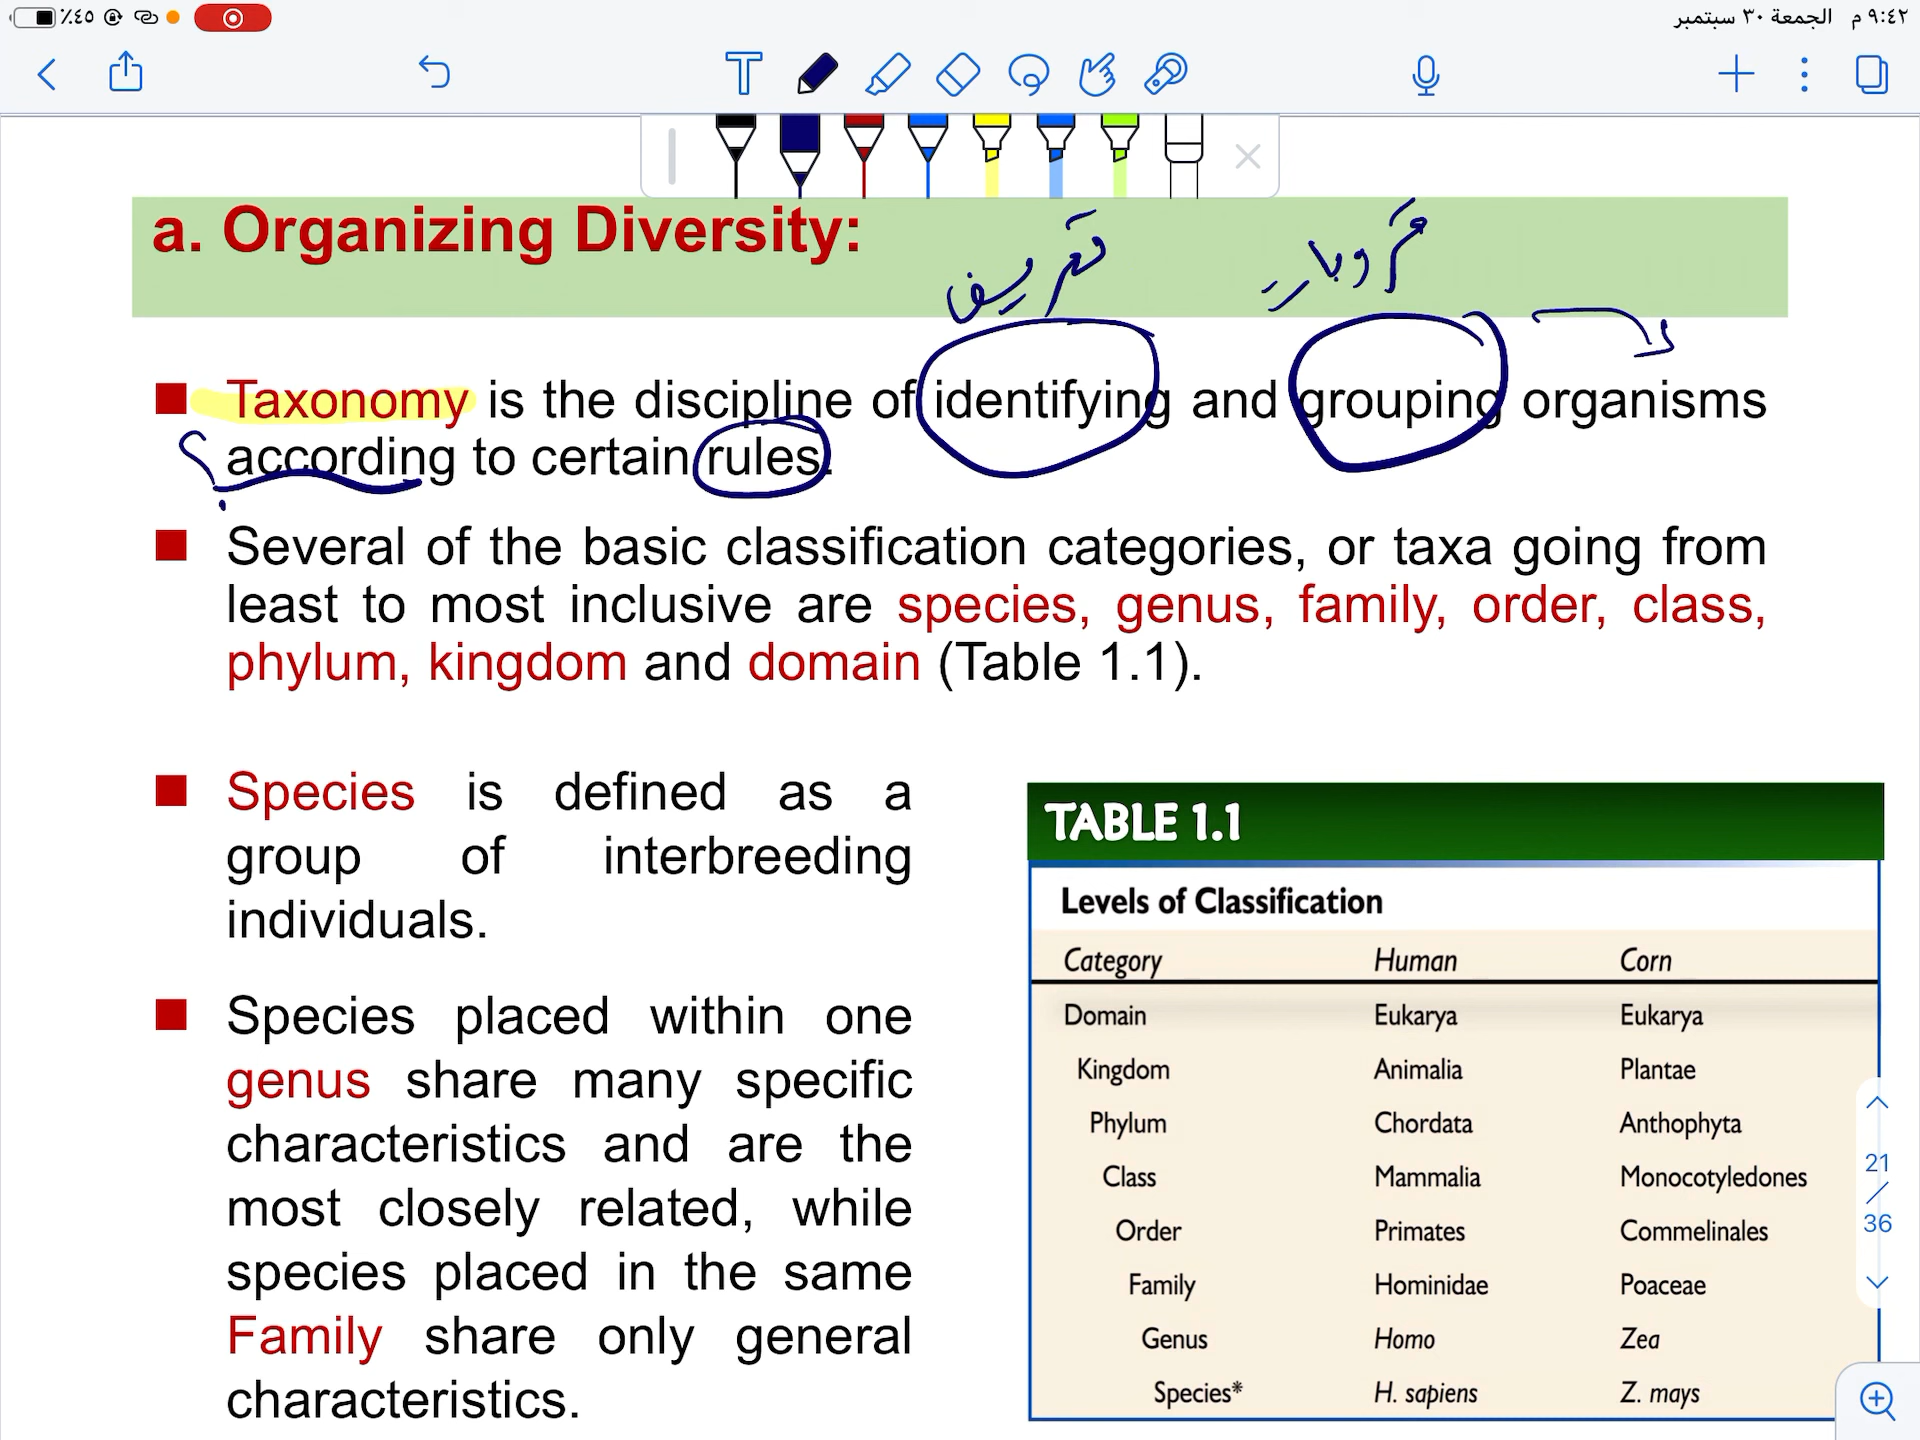 ٪٤٥
٩:٤٢ م الجمعة ٣٠ سبتمبر
a. Organizing Diversity:
تعريف
■ Taxonomy is the discipline of identifying and grouping organisms
according to certain rules.
■ Several of the basic classification categories, or taxa going from
least to most inclusive are species, genus, family, order, class,
phylum, kingdom and domain (Table 1.1).
■ Species is defined as a
group of interbreeding
individuals.
■ Species placed within one
genus share many specific
characteristics and are the
most closely related, while
species placed in the same
Family share only general
characteristics.
TABLE 1.1
Levels of Classification
Category Human Corn
Domain Eukarya Eukarya
Kingdom Animalia Plantae
Phylum Chordata Anthophyta
Class Mammalia Monocotyledones
Order Primates Commelinales
Family Hominidae Poaceae
Genus Homo Zea
Species* H. sapiens Z. mays
21
/
36